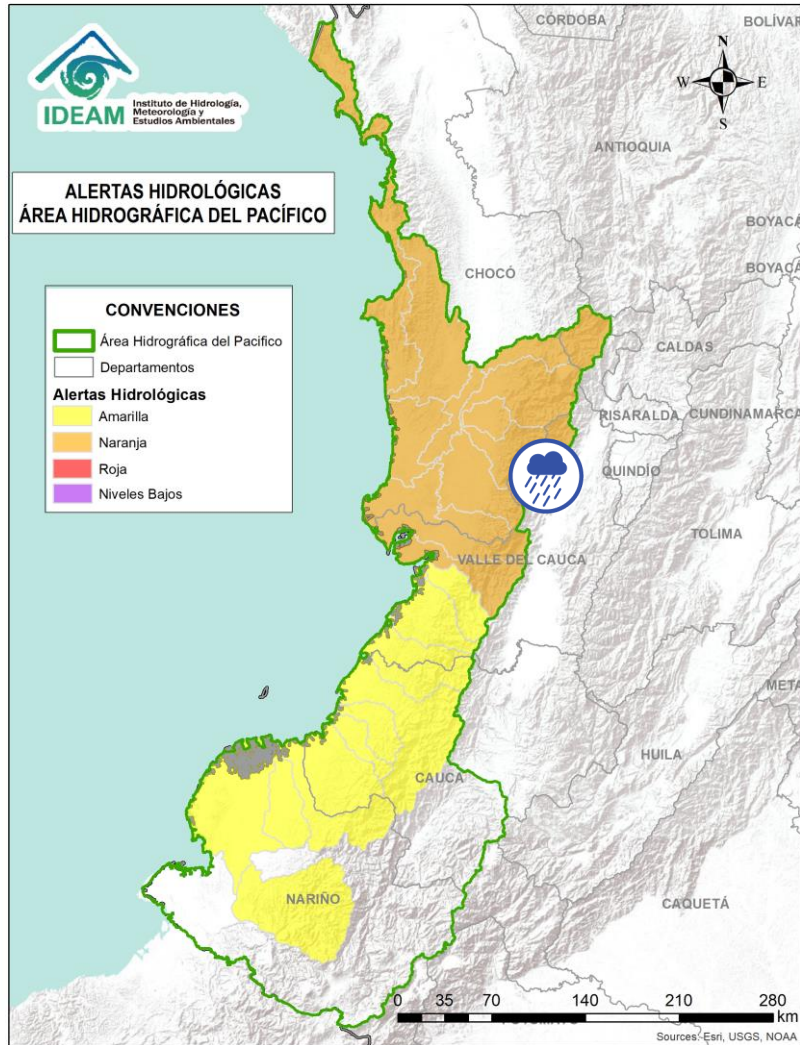 IDEAM
Instituto de Hidrología,
Meteorología y
Estudios Ambientales
ALERTAS HIDROLÓGICAS
ÁREA HIDROGRÁFICA DEL PACÍFICO
CONVENCIONES
Área Hidrográfica del Pacifico
Departamentos
Alertas Hidrológicas
Amarilla
Naranja
Roja
Niveles Bajos
N
W
E
S
CÓRDOBA
BOLÍVAR
ANTIOQUIA
BOYACÁ
BOYACÁ
CHOCÓ
CALDAS
RISARALDA
CUNDINAMARCA
QUINDÍO
TOLIMA
VALLE DEL CAUCA
META
HUILA
CAUCA
NARIÑO
CAQUETÁ
0 35 70 140 210 280
km
Sources: Esri, USGS, NOAA